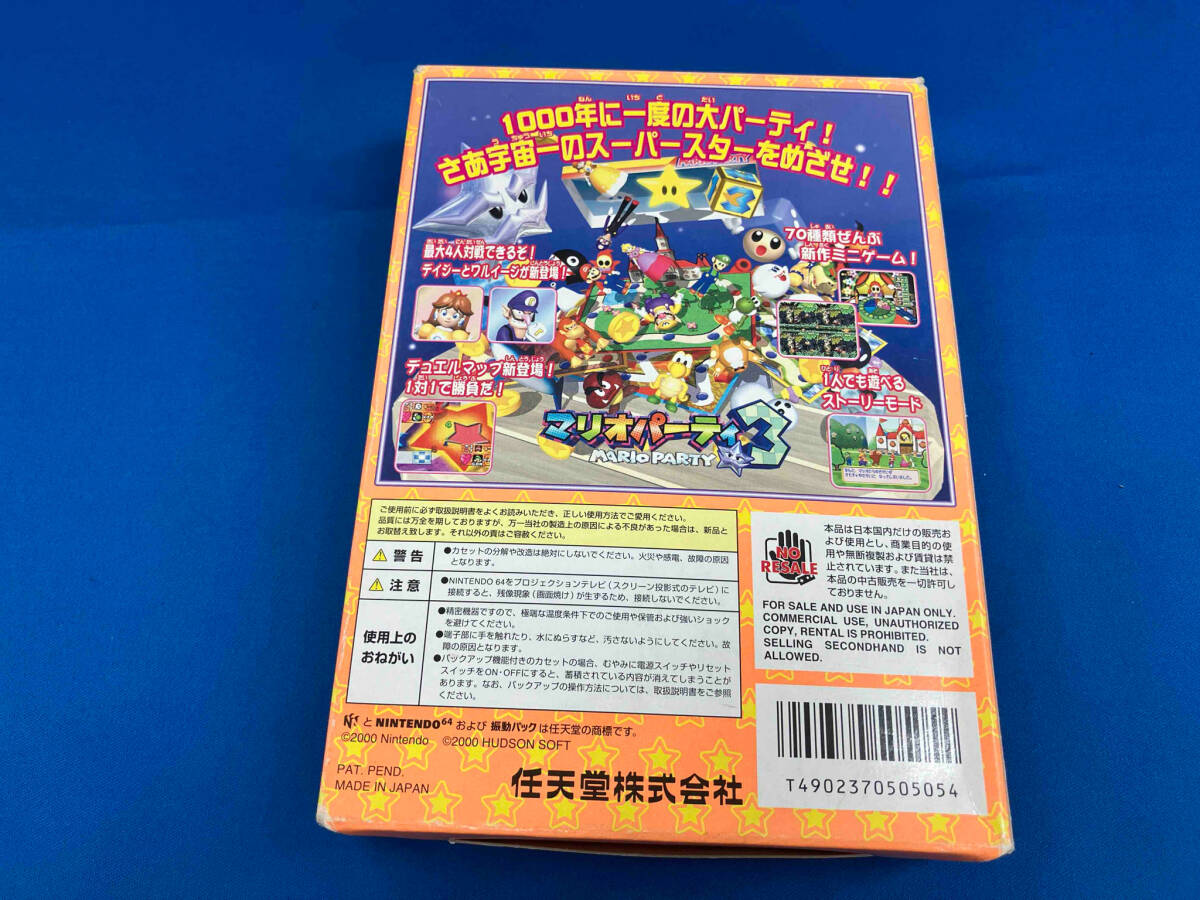 1000年に一度の大パーティ!
さあ宇宙一のスーパースターをめざせ!!
最大4人対戦できるぞ!
デイジーとワルイージが新登場!
70種類ぜんぶ
新作ミニゲーム!
デュエルマップ新登場!
1対1で勝負だ!
1人でも遊べる
ストーリーモード
マリオパーティ3
MARIO PARTY
ご使用前に必ず取扱説明書をよくお読みいただき、正しい使用方法でご愛用ください。
品質には万全を期しておりますが、万一当社の製造上の原因による不良があった場合は、新品と
お取替え致します。それ以外の責はご容赦ください。
警告
●カセットの分解や改造は絶対にしないでください。火災や感電、故障の原因
となります。
注意
●NINTENDO 64をプロジェクションテレビ(スクリーン投影式のテレビ)に
接続すると、残像現象(画面焼け)が生ずるため、接続しないでください。
使用上の
おねがい
●精密機器ですので、極端な温度条件下でのご使用や保管および強いショック
を避けてください。
●端子部に手を触れたり、水にぬらすなど、汚さないようにしてください。故
障の原因となります。
●バックアップ機能付きのカセットの場合、むやみに電源スイッチやリセット
スイッチをON・OFFにすると、蓄積されている内容が消えてしまうことが
あります。なお、バックアップの操作方法については、取扱説明書をご参照
ください。
NO
RESALE
本品は日本国内だけの販売お
よび使用とし、商業目的の使
用や無断複製および賃貸は禁
止されています。また当社は、
本品の中古販売を一切許可し
ておりません。
FOR SALE AND USE IN JAPAN ONLY.
COMMERCIAL USE, UNAUTHORIZED
COPY, RENTAL IS PROHIBITED.
SELLING SECONDHAND IS NOT
ALLOWED.
と NINTENDO64 および 振動パック は任天堂の商標です。
©2000 Nintendo ©2000 HUDSON SOFT
PAT. PEND.
MADE IN JAPAN
任天堂株式会社
T4902370505054